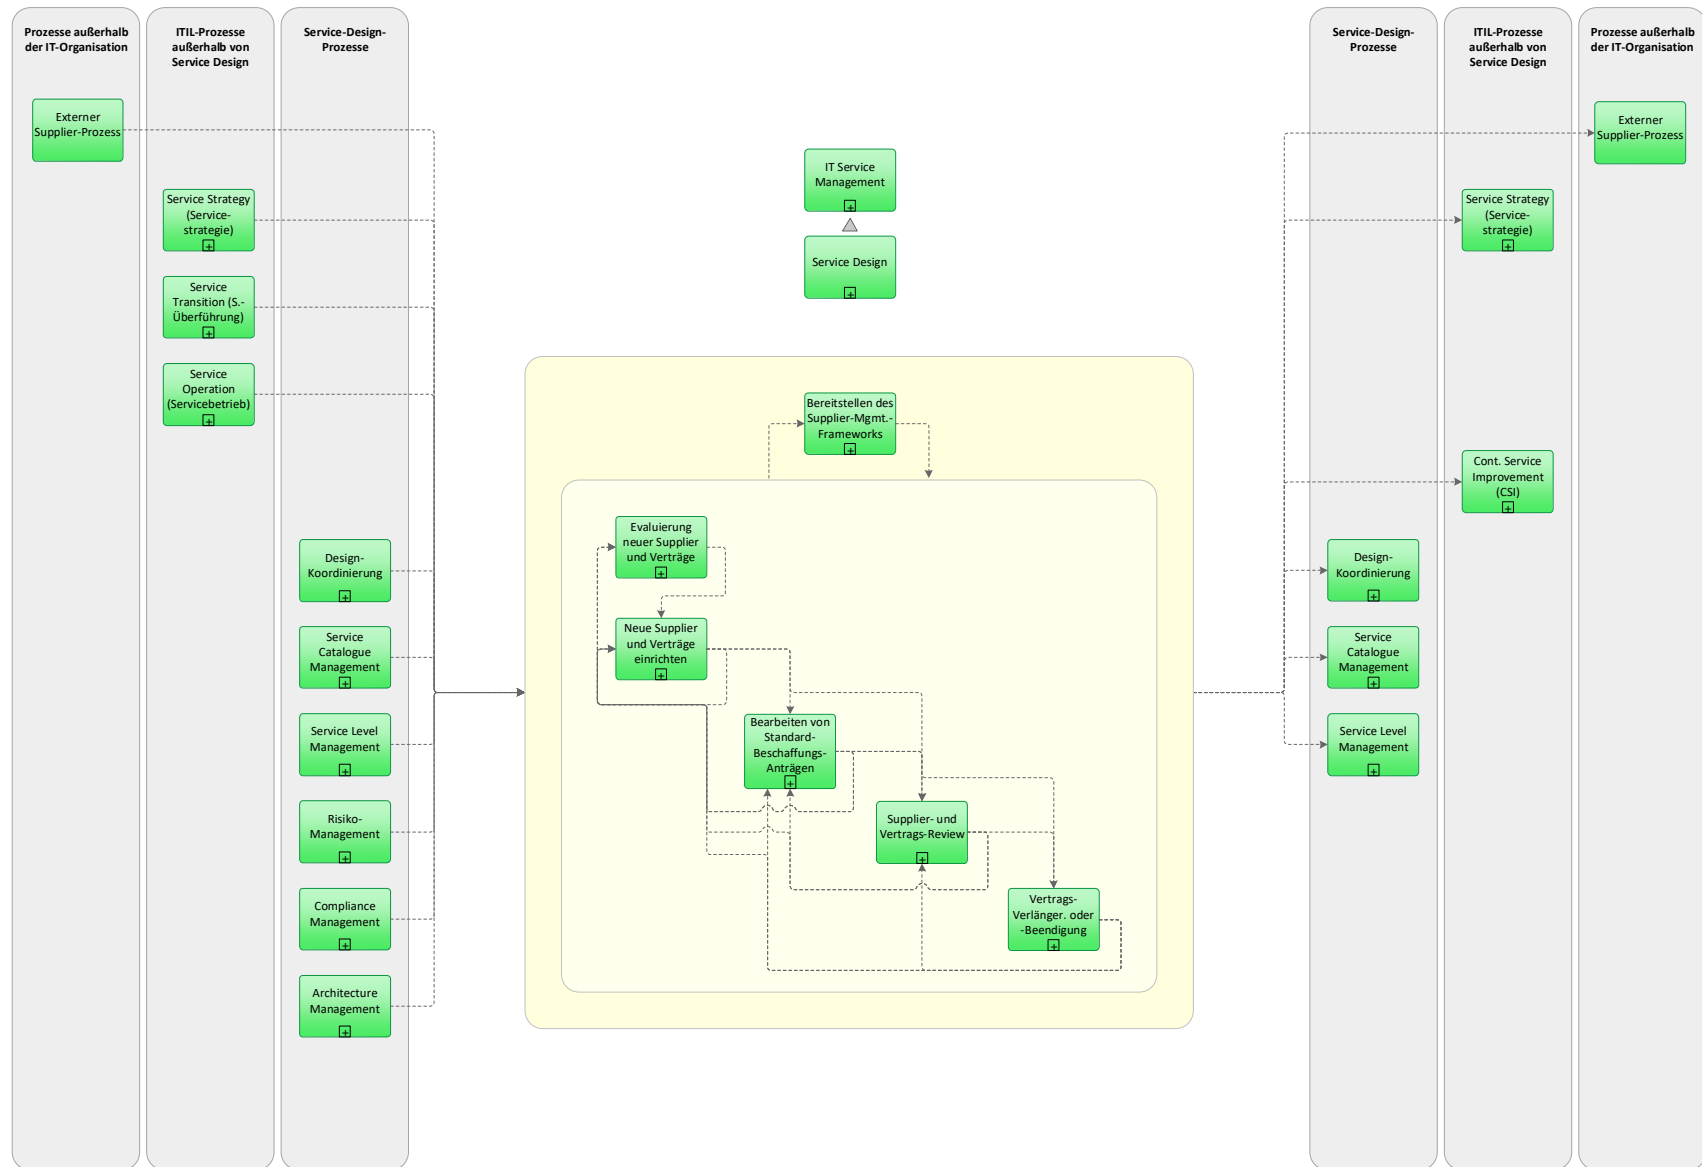 Prozesse außerhalb
der IT-Organisation
ITIL-Prozesse
außerhalb von
Service Design
Service-Design-
Prozesse
Service-Design-
Prozesse
ITIL-Prozesse
außerhalb von
Service Design
Prozesse außerhalb
der IT-Organisation
Externer
Supplier-Prozess
Service Strategy
(Service-
strategie)
Service
Transition (S.-
Überführung)
Service
Operation
(Servicebetrieb)
Design-
Koordinierung
Service
Catalogue
Management
Service Level
Management
Risiko-
Management
Compliance
Management
Architecture
Management
IT Service
Management
Service Design
Bereitstellen des
Supplier-Mgmt.-
Frameworks
Evaluierung
neuer Supplier
und Verträge
Neue Supplier
und Verträge
einrichten
Bearbeiten von
Standard-
Beschaffungs-
Anträgen
Supplier- und
Vertrags-Review
Vertrags-
Verlänger. oder
-Beendigung
Externer
Supplier-Prozess
Service Strategy
(Service-
strategie)
Cont. Service
Improvement
(CSI)
Design-
Koordinierung
Service
Catalogue
Management
Service Level
Management